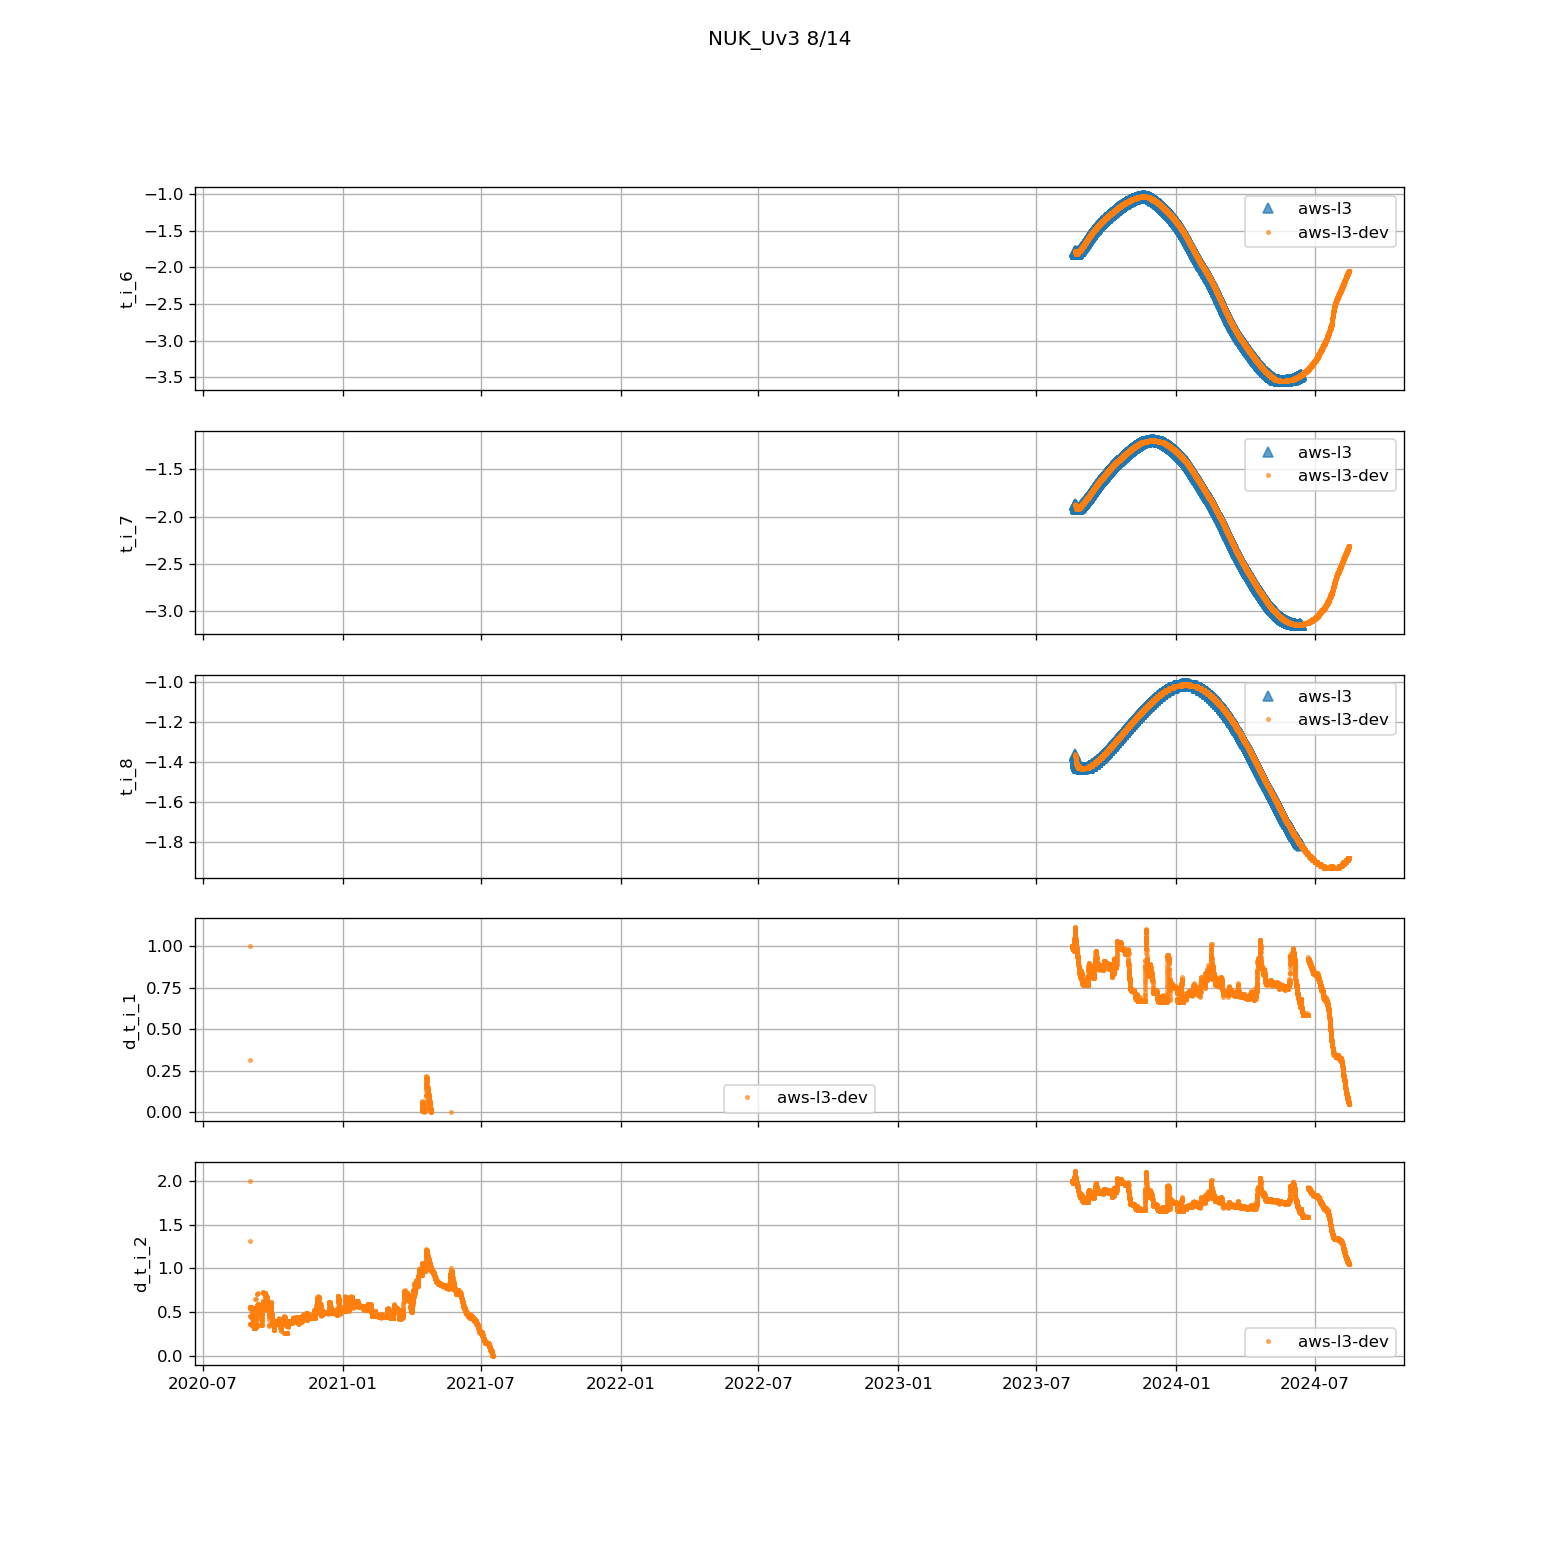 NUK_Uv3 8/14
−1.0
−1.5
−2.0
−2.5
−3.0
−3.5
t_i_6
aws-l3
aws-l3-dev
−1.5
−2.0
−2.5
−3.0
t_i_7
aws-l3
aws-l3-dev
−1.0
−1.2
−1.4
−1.6
−1.8
t_i_8
aws-l3
aws-l3-dev
1.00
0.75
0.50
0.25
0.00
d_t_i_1
aws-l3-dev
2.0
1.5
1.0
0.5
0.0
d_t_i_2
aws-l3-dev
2020-07 2021-01 2021-07 2022-01 2022-07 2023-01 2023-07 2024-01 2024-07